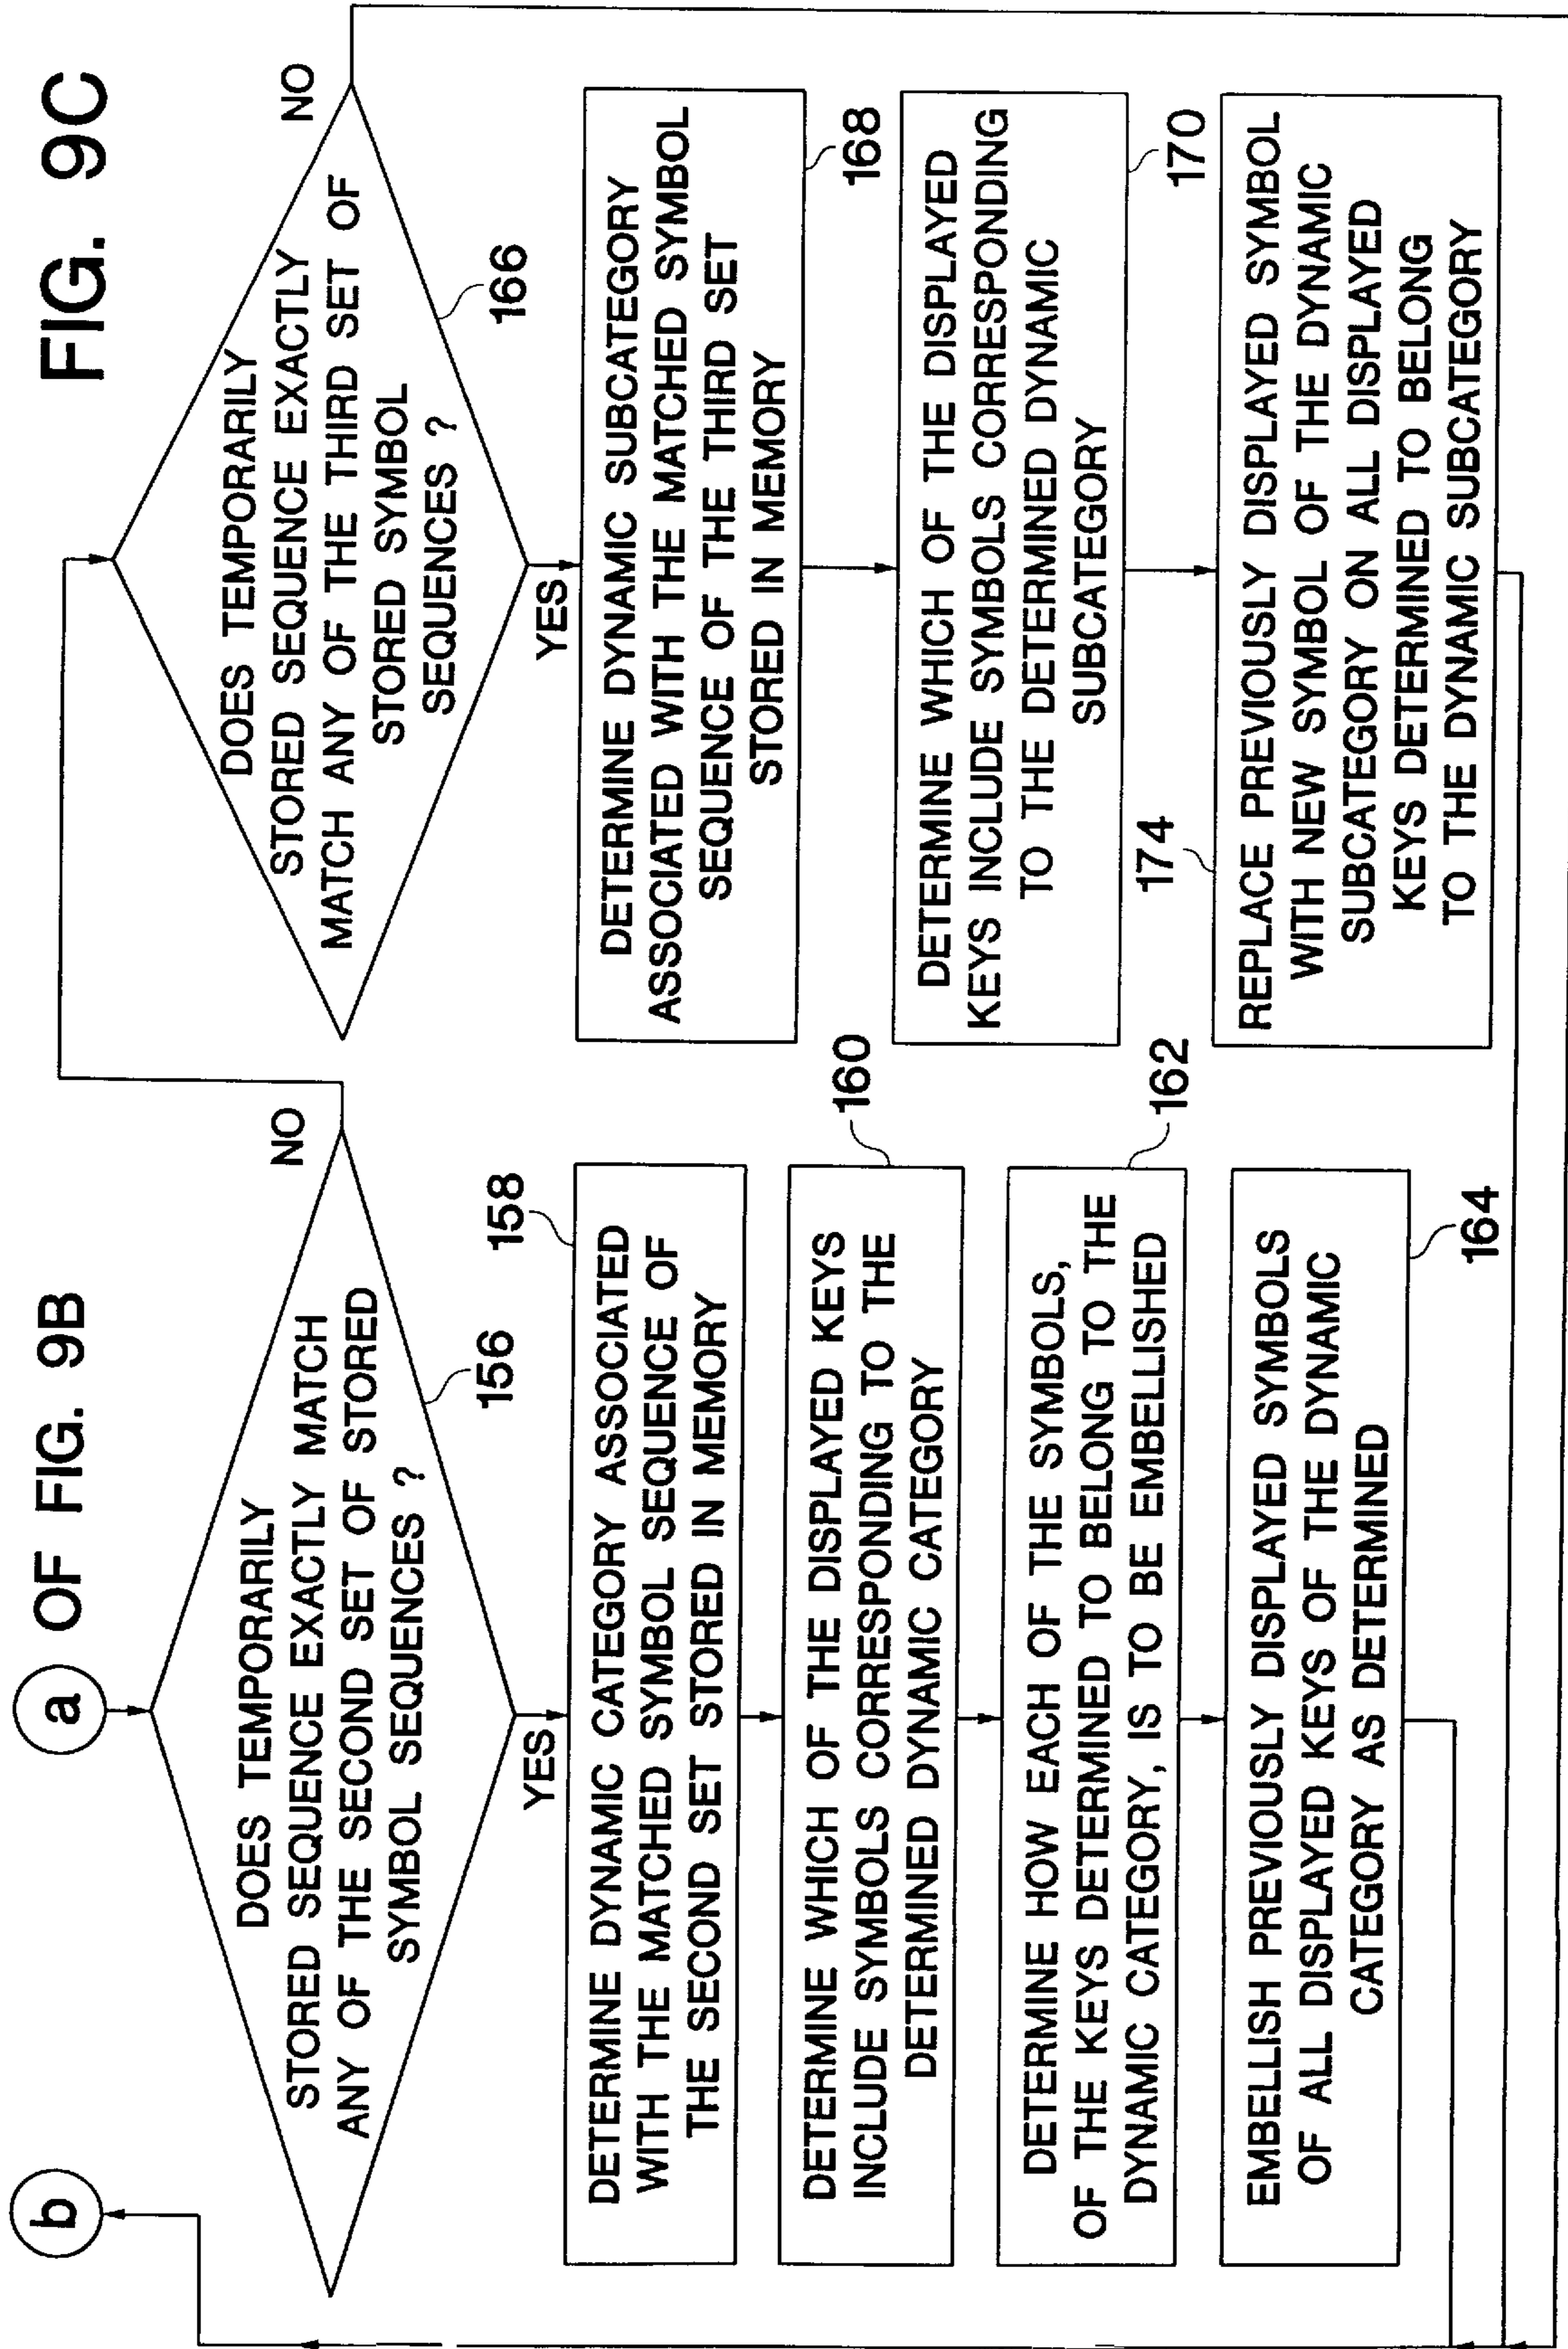 FIG. 9C
a OF FIG. 9B
b
DOES TEMPORARILY
STORED SEQUENCE EXACTLY MATCH
ANY OF THE SECOND SET OF STORED
SYMBOL SEQUENCES ?
NO
156
YES
DETERMINE DYNAMIC CATEGORY ASSOCIATED
WITH THE MATCHED SYMBOL SEQUENCE OF
THE SECOND SET STORED IN MEMORY
158
DETERMINE WHICH OF THE DISPLAYED KEYS
INCLUDE SYMBOLS CORRESPONDING TO THE
DETERMINED DYNAMIC CATEGORY
160
DETERMINE HOW EACH OF THE SYMBOLS,
OF THE KEYS DETERMINED TO BELONG TO THE
DYNAMIC CATEGORY, IS TO BE EMBELLISHED
162
EMBELLISH PREVIOUSLY DISPLAYED SYMBOLS
OF ALL DISPLAYED KEYS OF THE DYNAMIC
CATEGORY AS DETERMINED
164
DOES TEMPORARILY
STORED SEQUENCE EXACTLY
MATCH ANY OF THE THIRD SET OF
STORED SYMBOL
SEQUENCES ?
NO
166
YES
DETERMINE DYNAMIC SUBCATEGORY
ASSOCIATED WITH THE MATCHED SYMBOL
SEQUENCE OF THE THIRD SET
STORED IN MEMORY
168
DETERMINE WHICH OF THE DISPLAYED
KEYS INCLUDE SYMBOLS CORRESPONDING
TO THE DETERMINED DYNAMIC
SUBCATEGORY
170
174
REPLACE PREVIOUSLY DISPLAYED SYMBOL
WITH NEW SYMBOL OF THE DYNAMIC
SUBCATEGORY ON ALL DISPLAYED
KEYS DETERMINED TO BELONG
TO THE DYNAMIC SUBCATEGORY